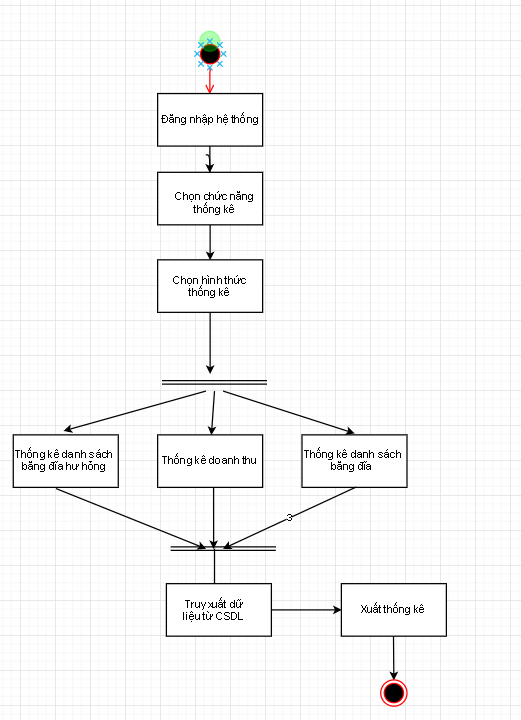 Đăng nhập hệ thống
Chọn chức năng
thống kê
Chọn hình thức
thống kê
Thống kê danh sách
băng đĩa hư hỏng
Thống kê doanh thu
Thống kê danh sách
băng đĩa
3
Truy xuất dữ
liệu từ CSDL
Xuất thống kê